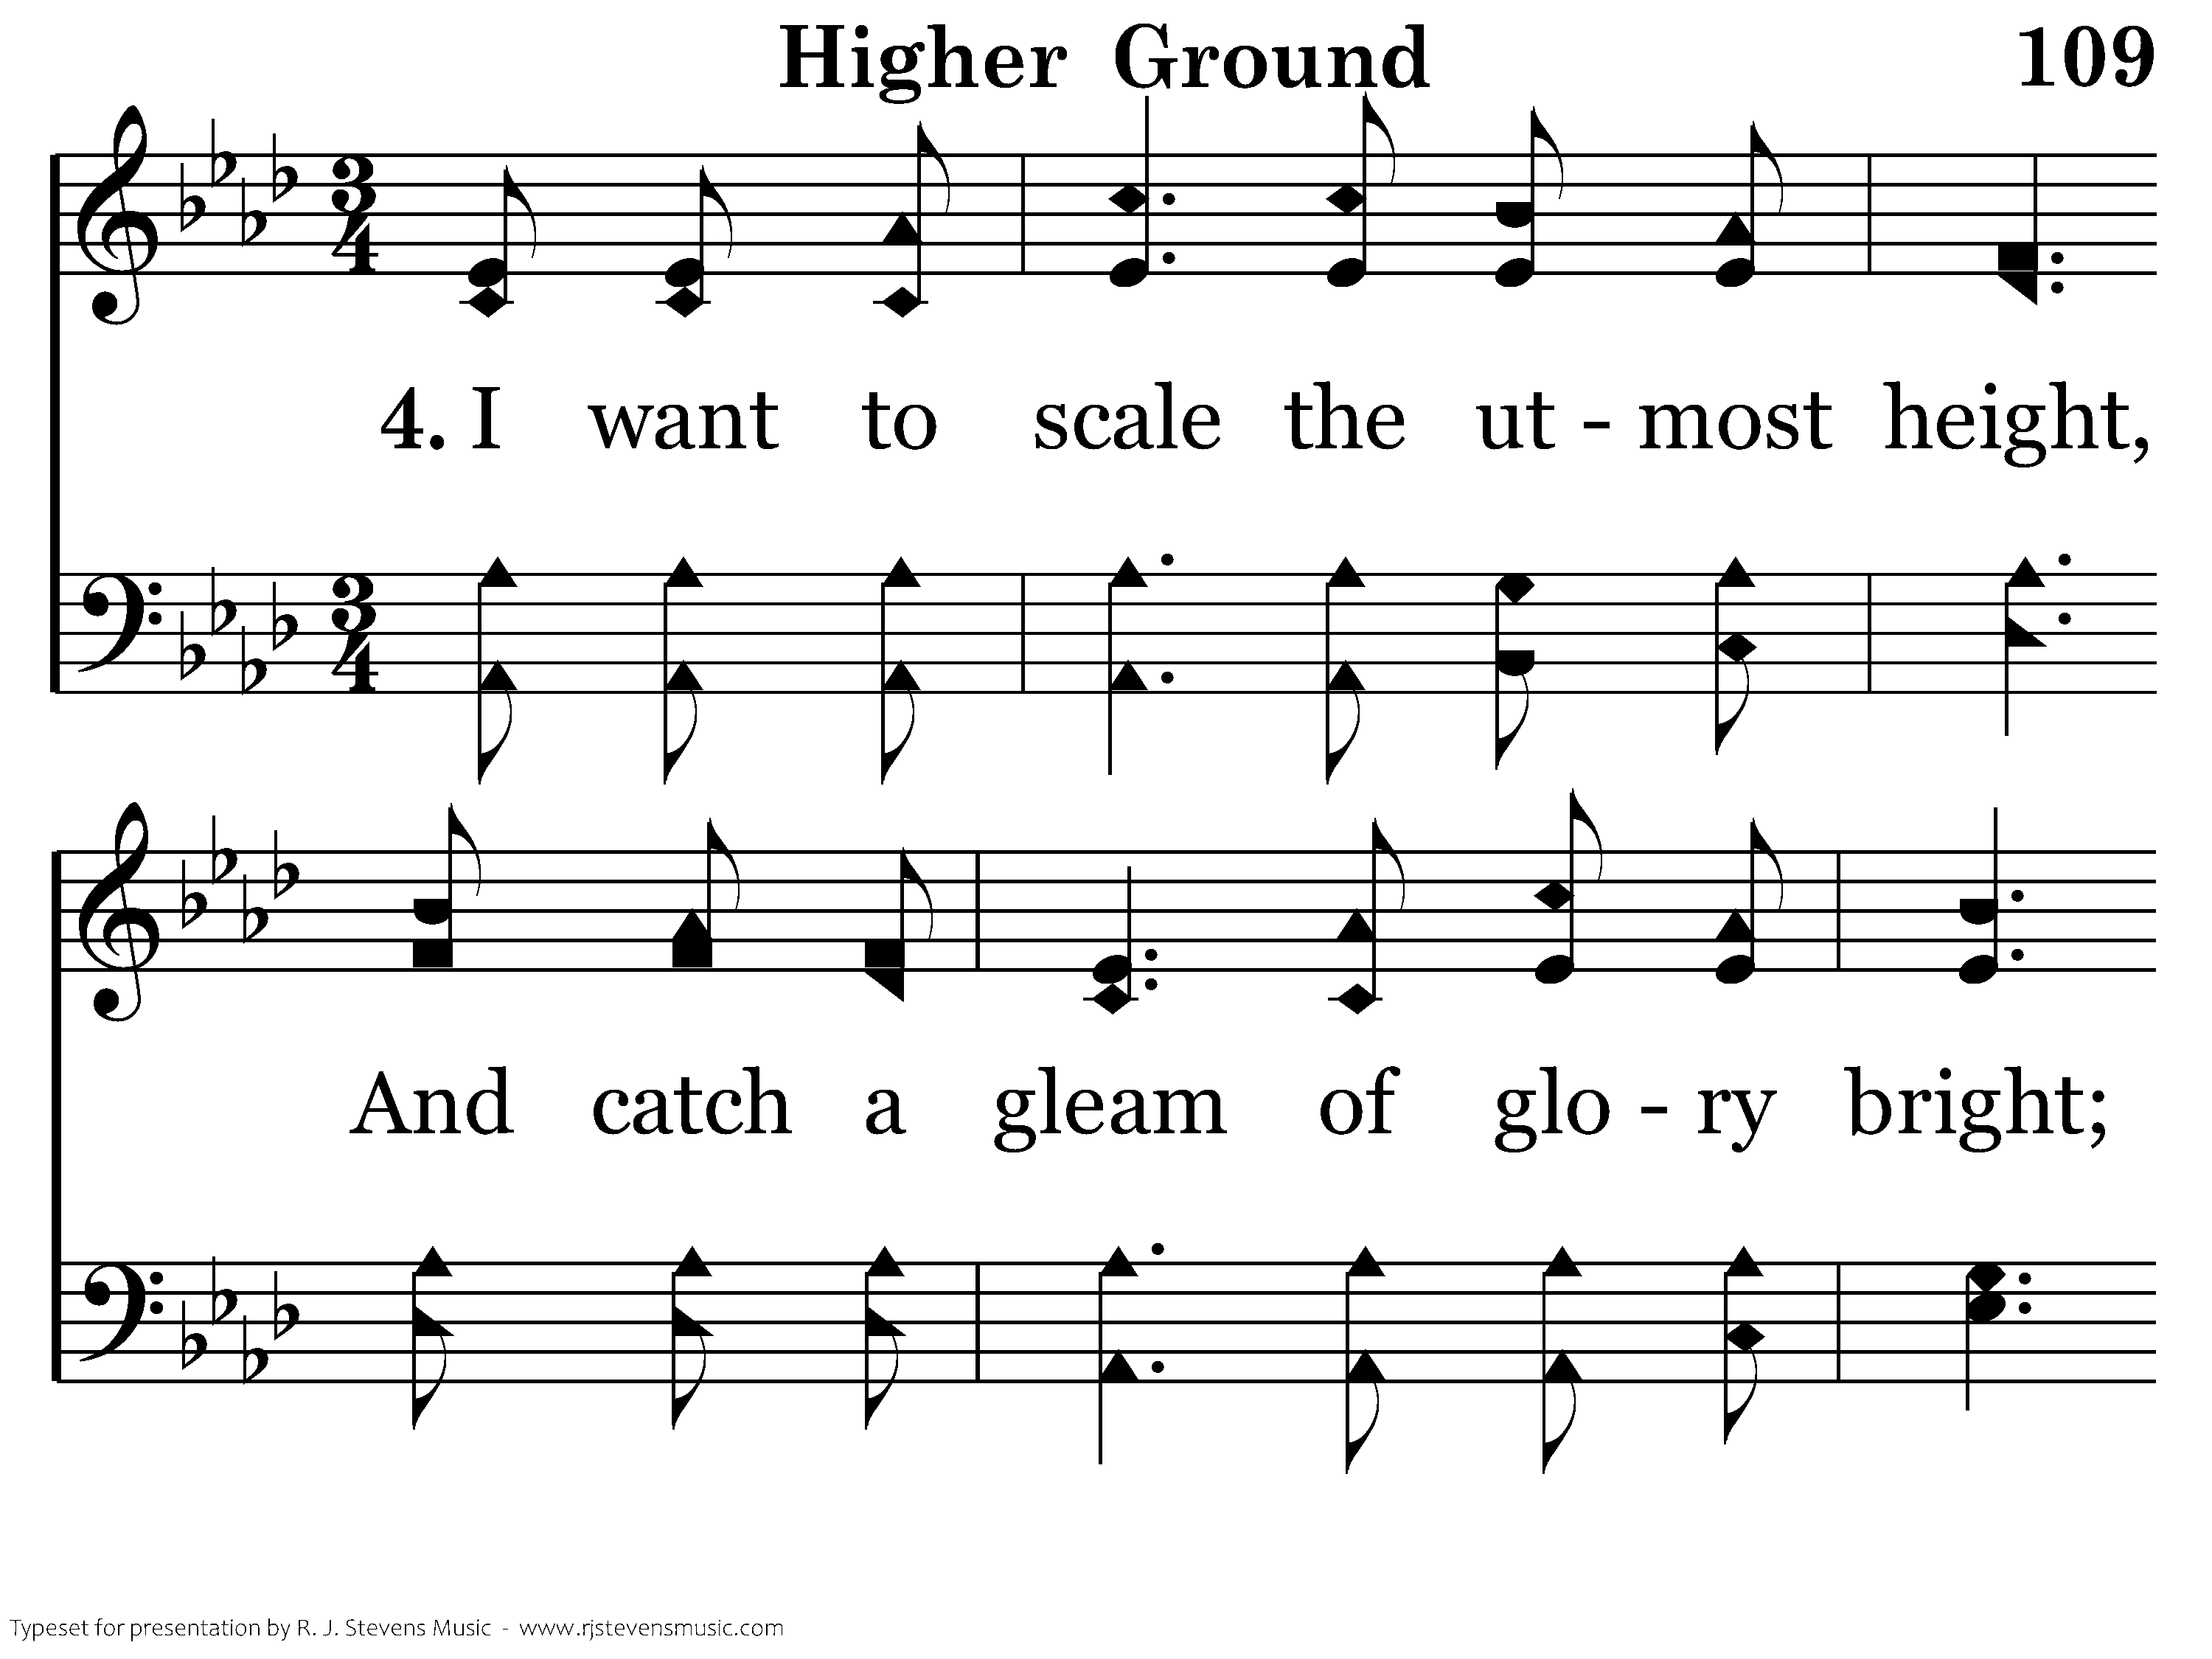 Higher Ground 109
4. I want to scale the ut - most height,
And catch a gleam of glo - ry bright;
Typeset for presentation by R. J. Stevens Music - www.rjstevensmusic.com